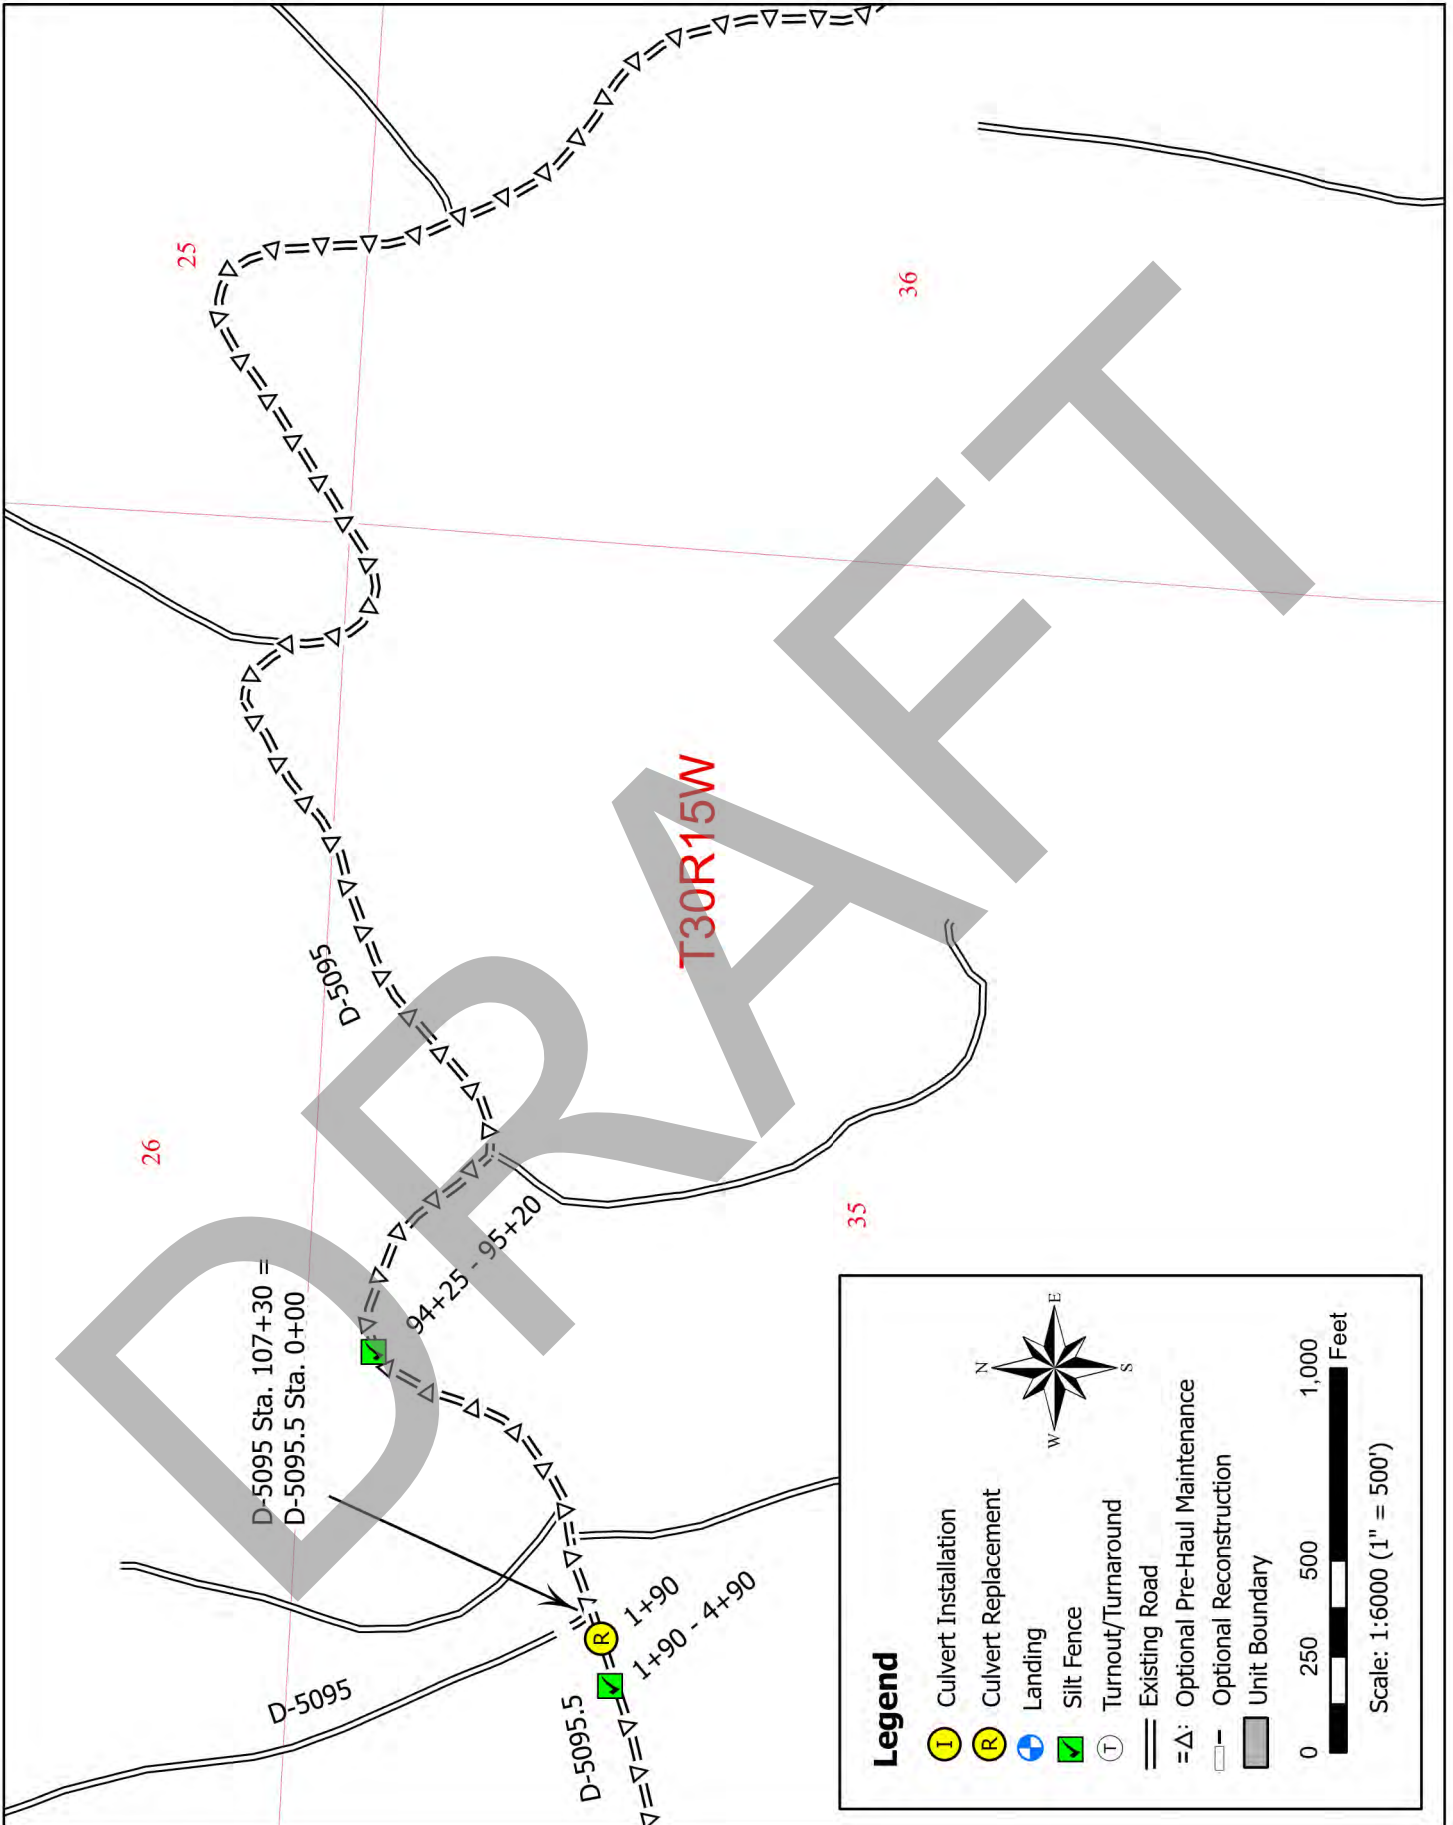 25
36
26
35
T30R15W
DRAFT
D-5095
94+25 - 95+20
D-5095 Sta. 107+30 =
D-5095.5 Sta. 0+00
D-5095
D-5095.5
R
1+90
1+90 - 4+90
Legend
I Culvert Installation
R Culvert Replacement
Landing
Silt Fence
T Turnout/Turnaround
Existing Road
Optional Pre-Haul Maintenance
Optional Reconstruction
Unit Boundary
N
W E
S
0 250 500 1,000
Feet
Scale: 1:6000 (1" = 500')